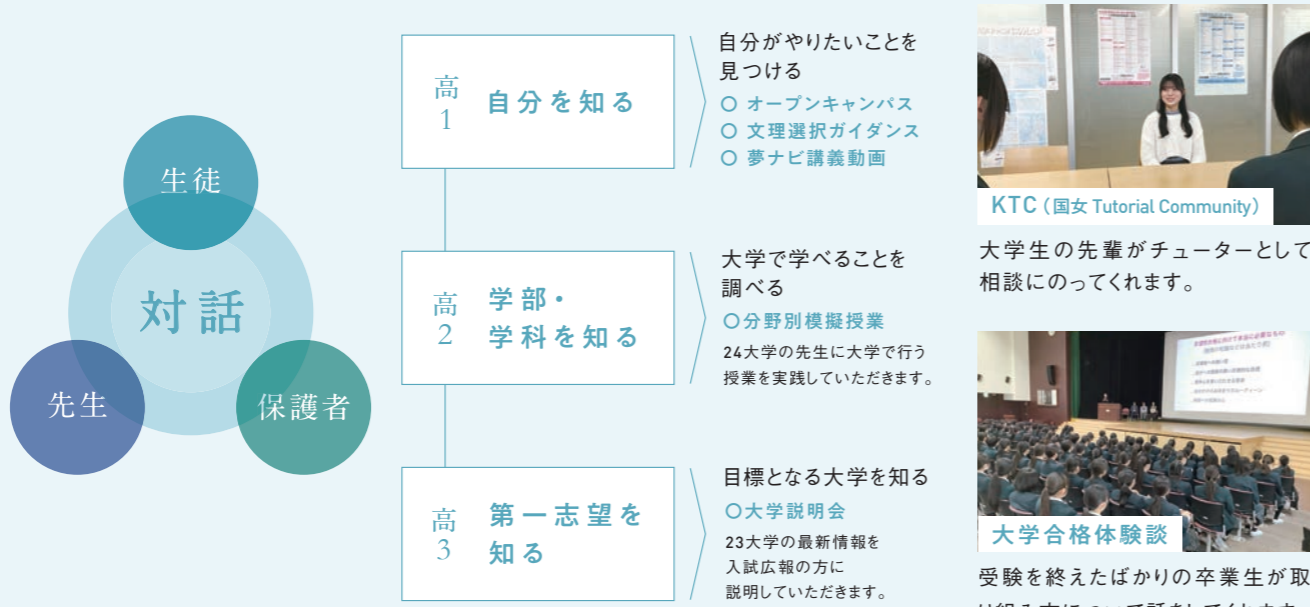 生徒
対話
先生
保護者
高
1
自分を知る
自分がやりたいことを
見つける
○ オープンキャンパス
○ 文理選択ガイダンス
○ 夢ナビ講義動画
高
2
学部・
学科を知る
大学で学べることを
調べる
○分野別模擬授業
24大学の先生に大学で行う
授業を実践していただきます。
高
3
第一志望を
知る
目標となる大学を知る
○大学説明会
23大学の最新情報を
入試広報の方に
説明していただきます。
KTC（国女 Tutorial Community）
大学生の先輩がチューターとして
相談にのってくれます。
大学合格体験談
受験を終えたばかりの卒業生が取